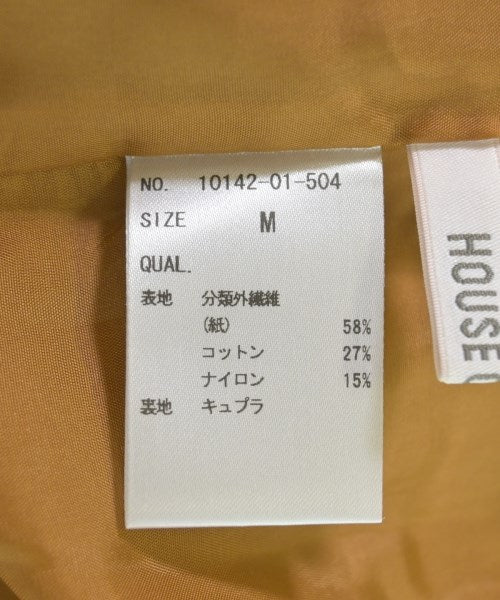 NO. 10142-01-504
SIZE M
QUAL.
表地 分類外繊維
(紙) 58%
コットン 27%
ナイロン 15%
裏地 キュプラ
HOUSE